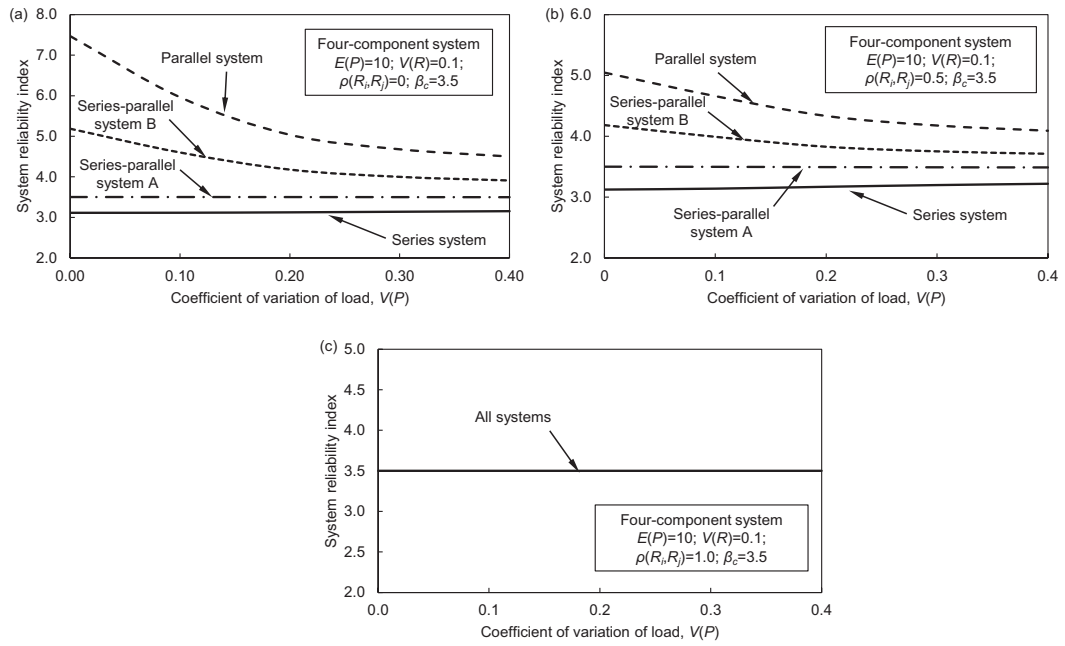 (a)
8.0
7.0
6.0
5.0
4.0
3.0
2.0
System reliability index
Four-component system
E(P)=10; V(R)=0.1;
ρ(Ri,Rj)=0; βc=3.5
Parallel system
Series-parallel
system B
Series-parallel
system A
Series system
0.00
0.10
0.20
0.30
0.40
Coefficient of variation of load, V(P)
(b)
6.0
5.0
4.0
3.0
2.0
System reliability index
Four-component system
E(P)=10; V(R)=0.1;
ρ(Ri,Rj)=0.5; βc=3.5
Parallel system
Series-parallel
system B
Series-parallel
system A
Series system
0
0.1
0.2
0.3
0.4
Coefficient of variation of load, V(P)
(c)
5.0
4.5
4.0
3.5
3.0
2.5
2.0
System reliability index
All systems
Four-component system
E(P)=10; V(R)=0.1;
ρ(Ri,Rj)=1.0; βc=3.5
0.0
0.1
0.2
0.3
0.4
Coefficient of variation of load, V(P)